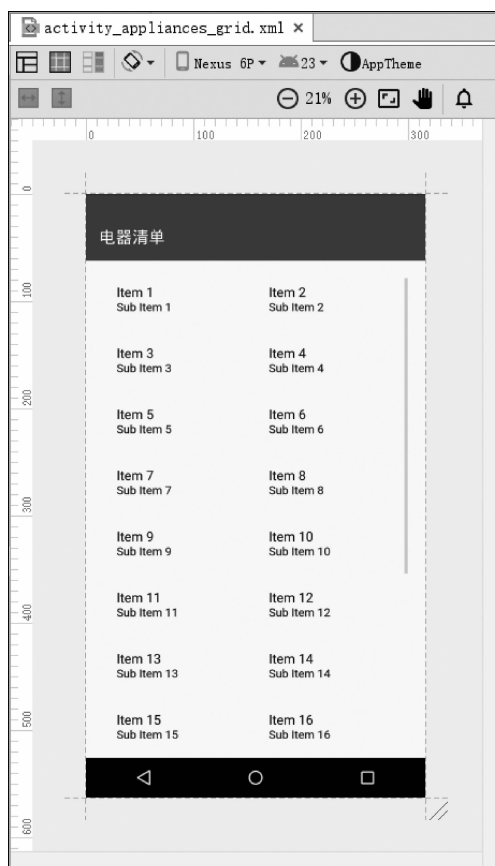 activity_appliances_grid.xml ×
Nexus 6P 23 AppTheme
21%
0 100 200 300
0
100
200
300
400
500
600
电器清单
Item 1 Item 2
Sub Item 1 Sub Item 2
Item 3 Item 4
Sub Item 3 Sub Item 4
Item 5 Item 6
Sub Item 5 Sub Item 6
Item 7 Item 8
Sub Item 7 Sub Item 8
Item 9 Item 10
Sub Item 9 Sub Item 10
Item 11 Item 12
Sub Item 11 Sub Item 12
Item 13 Item 14
Sub Item 13 Sub Item 14
Item 15 Item 16
Sub Item 15 Sub Item 16